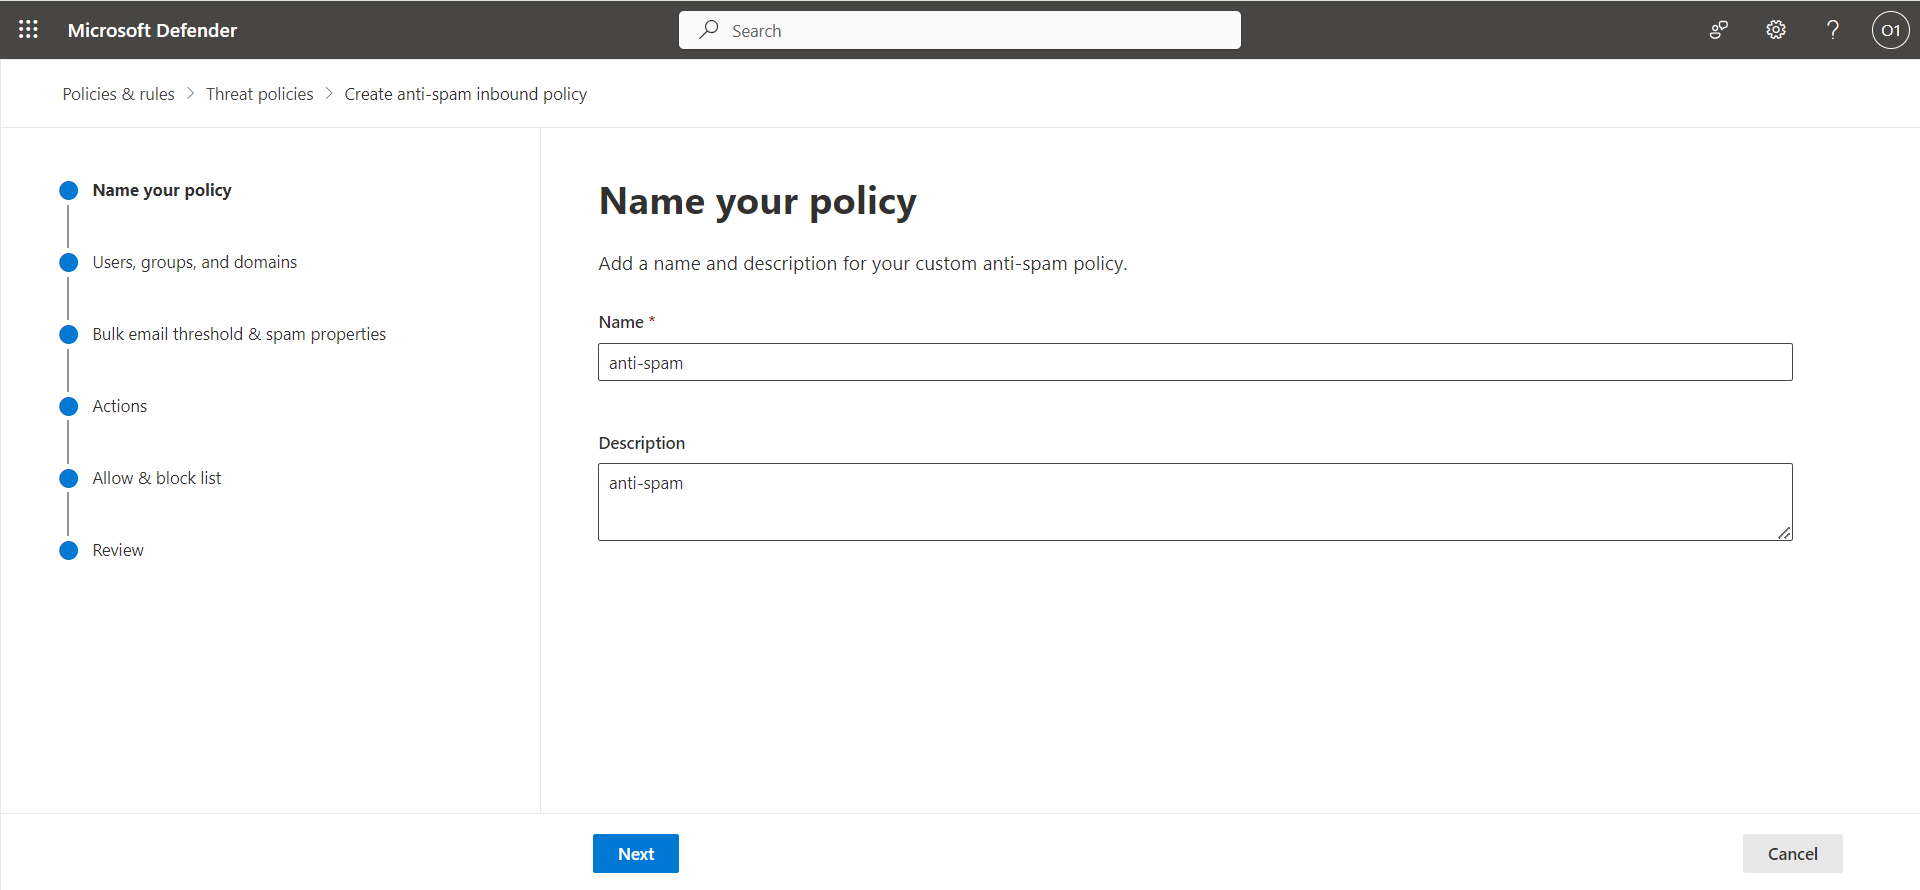 Microsoft Defender
Search
O1
Policies & rules > Threat policies > Create anti-spam inbound policy
Name your policy
Users, groups, and domains
Bulk email threshold & spam properties
Actions
Allow & block list
Review
Name your policy
Add a name and description for your custom anti-spam policy.
Name *
anti-spam
Description
anti-spam
Next
Cancel